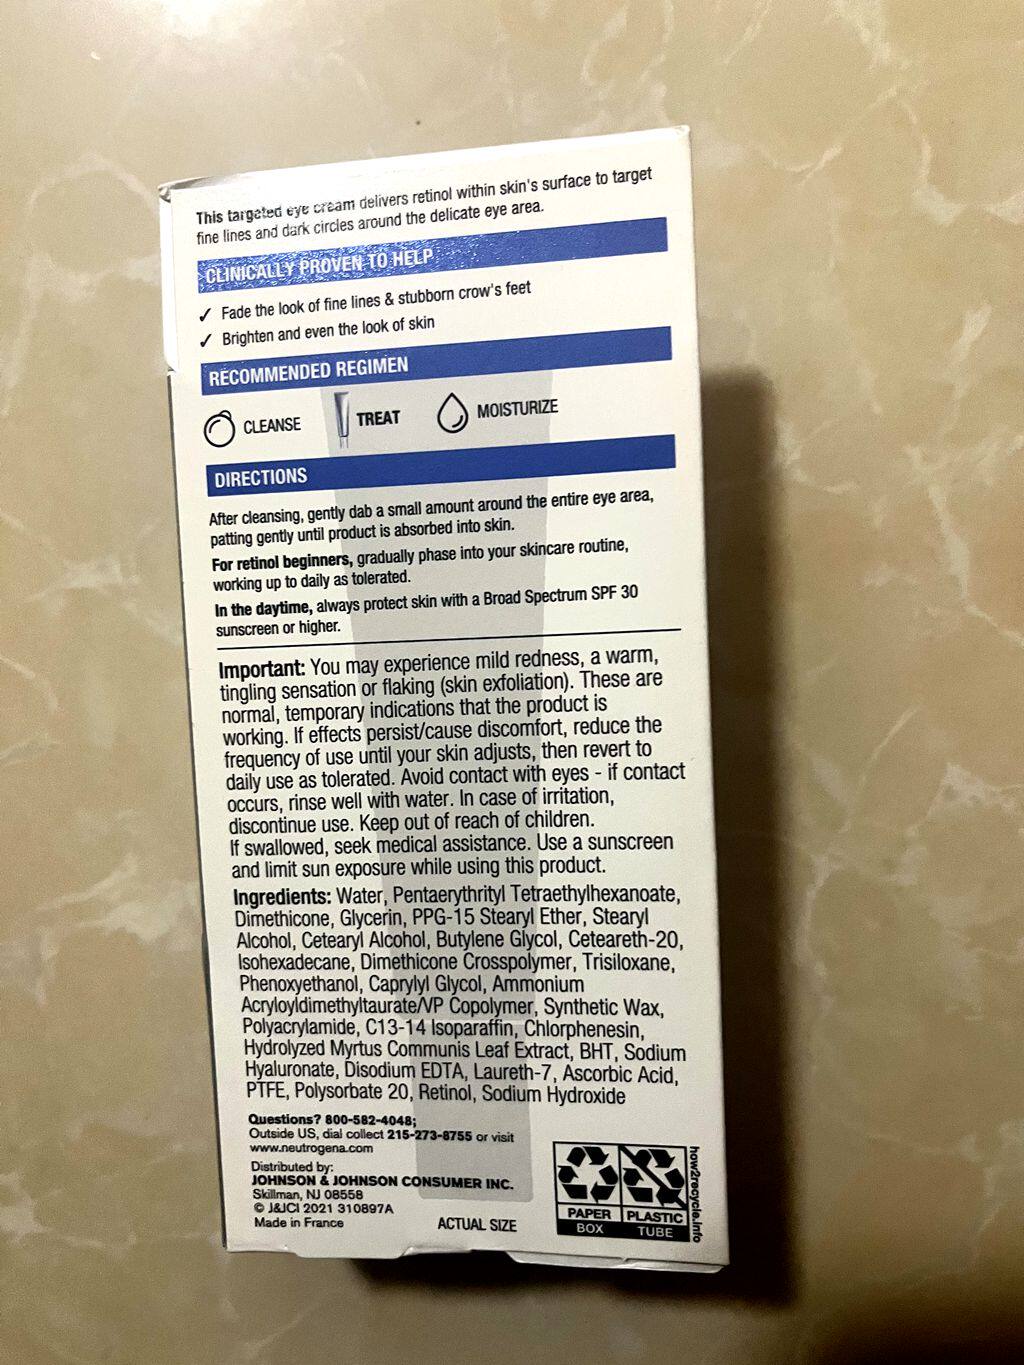 This targeted eye cream delivers retinol within skin's surface to target
fine lines and dark circles around the delicate eye area.
CLINICALLY PROVEN TO HELP
✓ Fade the look of fine lines & stubborn crow's feet
✓ Brighten and even the look of skin
RECOMMENDED REGIMEN
CLEANSE TREAT MOISTURIZE
DIRECTIONS
After cleansing, gently dab a small amount around the entire eye area,
patting gently until product is absorbed into skin.
For retinol beginners, gradually phase into your skincare routine,
working up to daily as tolerated.
In the daytime, always protect skin with a Broad Spectrum SPF 30
sunscreen or higher.
Important: You may experience mild redness, a warm,
tingling sensation or flaking (skin exfoliation). These are
normal, temporary indications that the product is
working. If effects persist/cause discomfort, reduce the
frequency of use until your skin adjusts, then revert to
daily use as tolerated. Avoid contact with eyes - if contact
occurs, rinse well with water. In case of irritation,
discontinue use. Keep out of reach of children.
If swallowed, seek medical assistance. Use a sunscreen
and limit sun exposure while using this product.
Ingredients: Water, Pentaerythrityl Tetraethylhexanoate,
Dimethicone, Glycerin, PPG-15 Stearyl Ether, Stearyl
Alcohol, Cetearyl Alcohol, Butylene Glycol, Ceteareth-20,
Isohexadecane, Dimethicone Crosspolymer, Trisiloxane,
Phenoxyethanol, Caprylyl Glycol, Ammonium
Acryloyldimethyltaurate/VP Copolymer, Synthetic Wax,
Polyacrylamide, C13-14 Isoparaffin, Chlorphenesin,
Hydrolyzed Myrtus Communis Leaf Extract, BHT, Sodium
Hyaluronate, Disodium EDTA, Laureth-7, Ascorbic Acid,
PTFE, Polysorbate 20, Retinol, Sodium Hydroxide
Questions? 800-582-4048;
Outside US, dial collect 215-273-8755 or visit
www.neutrogena.com
Distributed by:
JOHNSON & JOHNSON CONSUMER INC.
Skillman, NJ 08558
© J&JCI 2021 310897A
Made in France
ACTUAL SIZE
PAPER PLASTIC
BOX TUBE
how2recycle.info